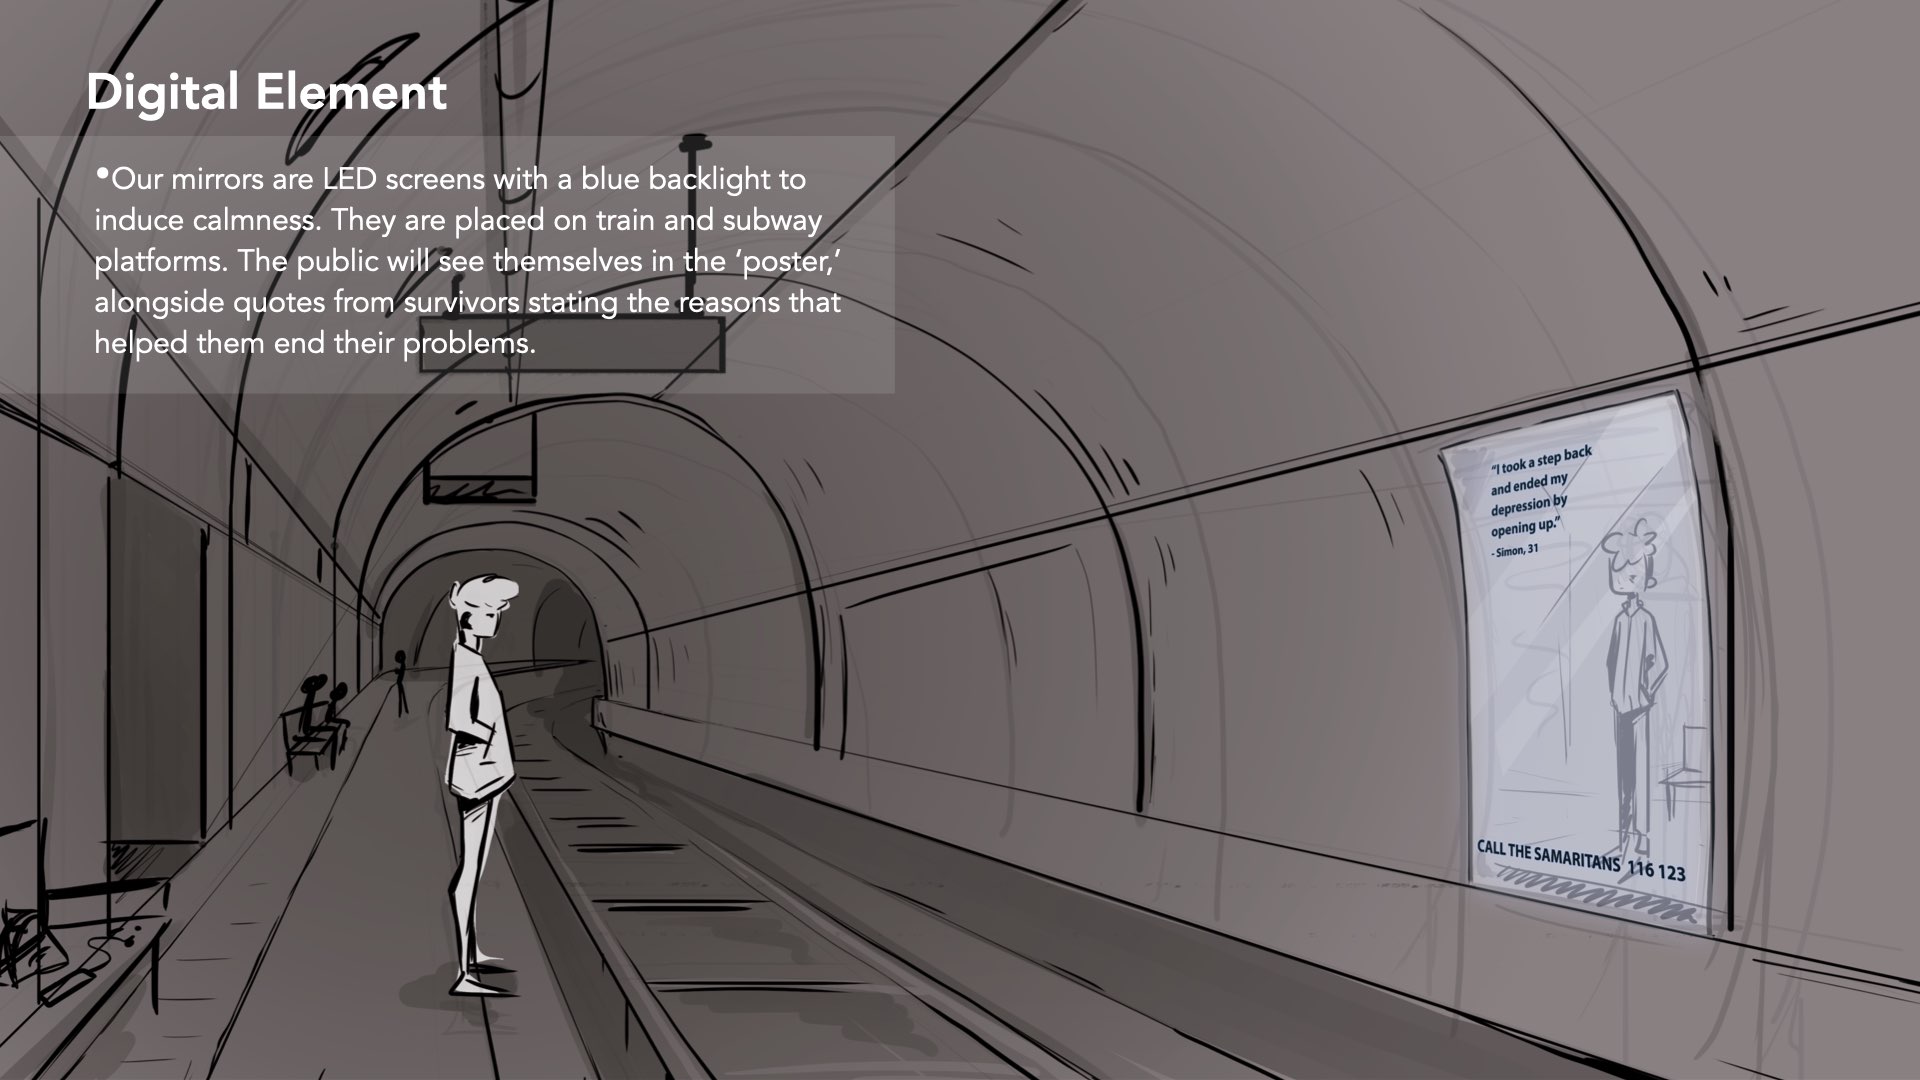 Digital Element
•Our mirrors are LED screens with a blue backlight to
induce calmness. They are placed on train and subway
platforms. The public will see themselves in the ‘poster,’
alongside quotes from survivors stating the reasons that
helped them end their problems.
“I took a step back
and ended my
depression by
opening up.”
- Simon, 31
CALL THE SAMARITANS 116 123